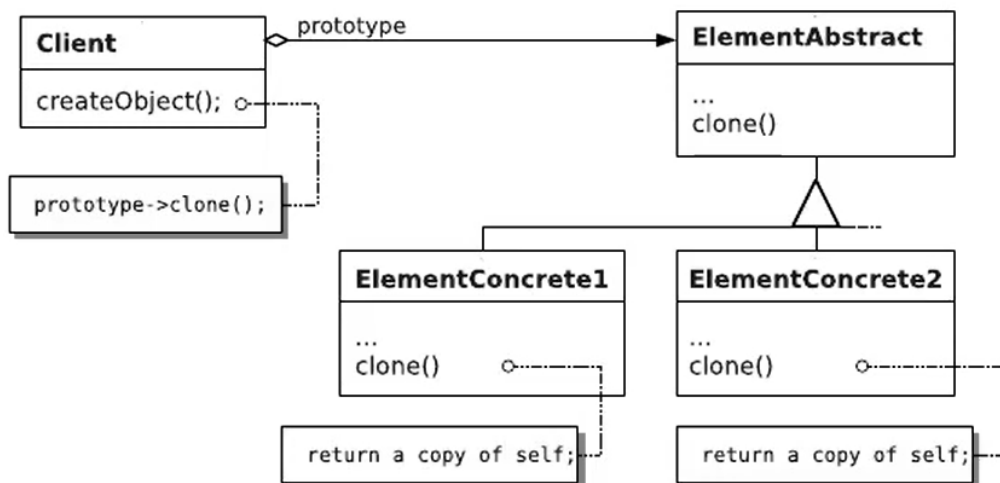 Client
prototype
ElementAbstract
createObject();
...
clone()
prototype->clone();
ElementConcrete1
ElementConcrete2
...
clone()
...
clone()
return a copy of self;
return a copy of self;